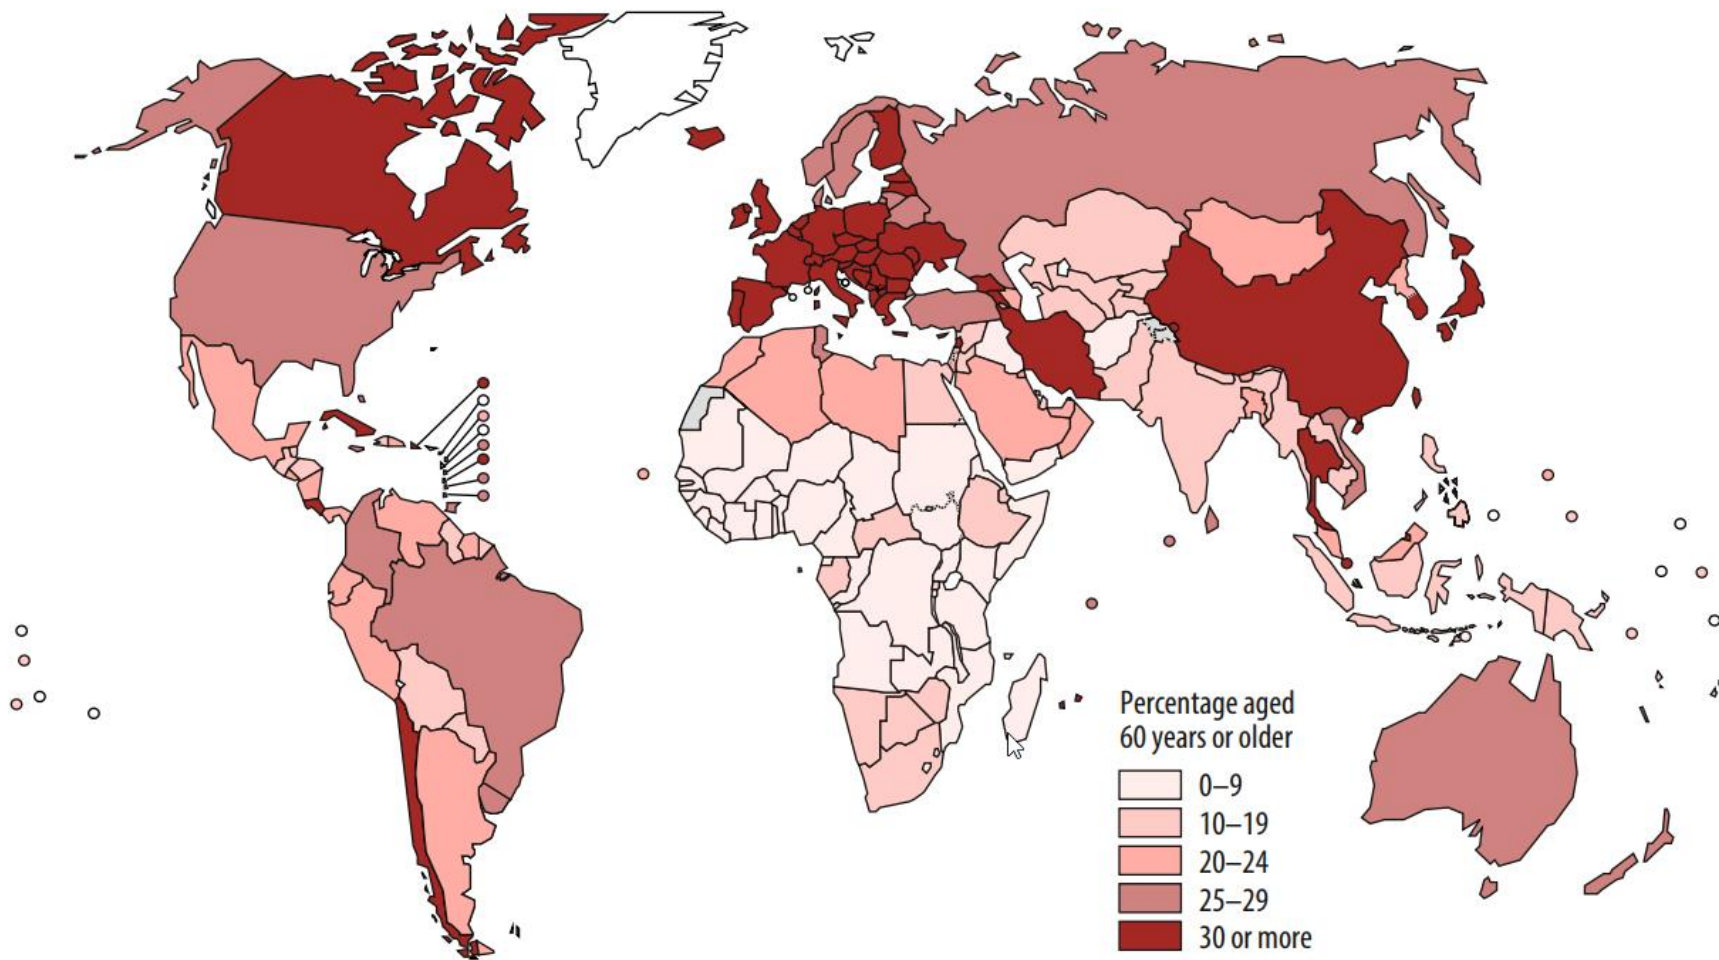 Percentage aged
60 years or older
0–9
10–19
20–24
25–29
30 or more